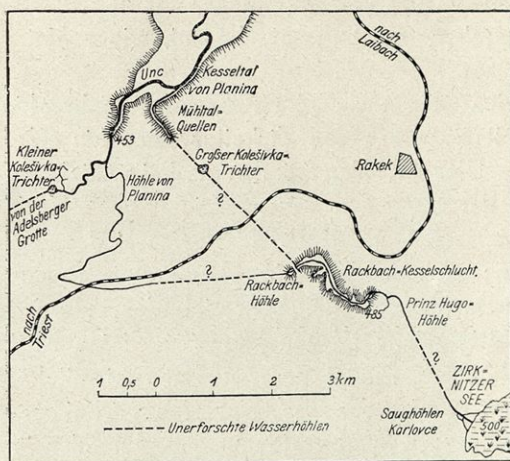 nach
Laibach
Unc
Kesseltal
von Planina
Mühltal-
Quellen
453
Kleiner
Kolešivka-
Trichter
Großer Kolešivka-
Trichter
Rakek
von der
Adelsberger
Grotte
Höhle von
Planina
?
?
Rackbach-
Höhle
Rackbach-Kesselschlucht
485
Prinz Hugo-
Höhle
nach
Triest
?
ZIRK-
NITZER
SEE
500
Saughöhlen
Karlovce
1 0,5 0 1 2 3 km
Unerforschte Wasserhöhlen